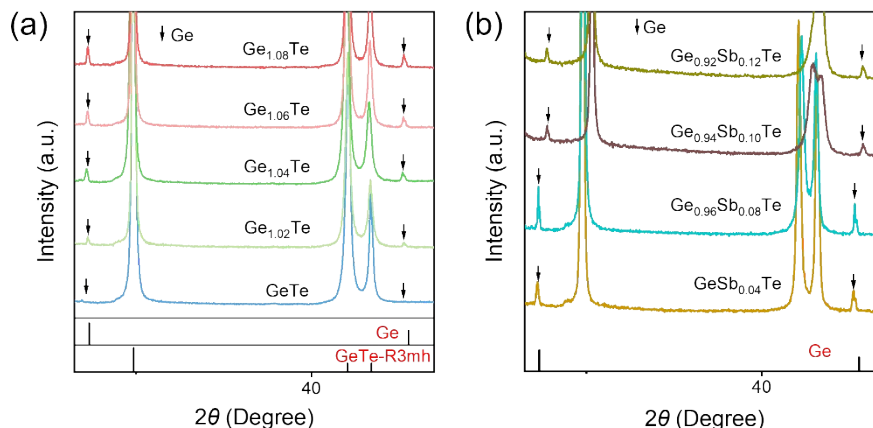 (a)
Ge
Ge1.08Te
Ge1.06Te
Ge1.04Te
Ge1.02Te
GeTe
Ge
GeTe-R3mh
40
2θ (Degree)
Intensity (a.u.)
(b)
Ge
Ge0.92Sb0.12Te
Ge0.94Sb0.10Te
Ge0.96Sb0.08Te
GeSb0.04Te
Ge
40
2θ (Degree)
Intensity (a.u.)